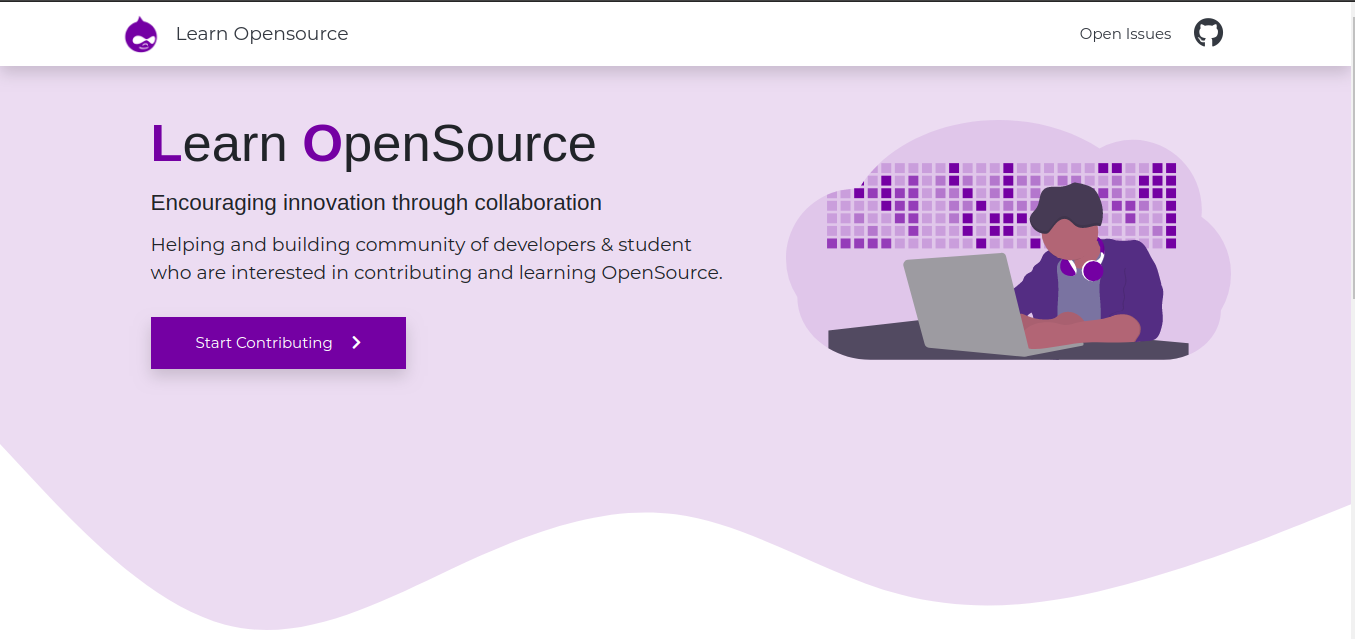 Learn Opensource
Open Issues
Learn OpenSource
Encouraging innovation through collaboration
Helping and building community of developers & student
who are interested in contributing and learning OpenSource.
Start Contributing